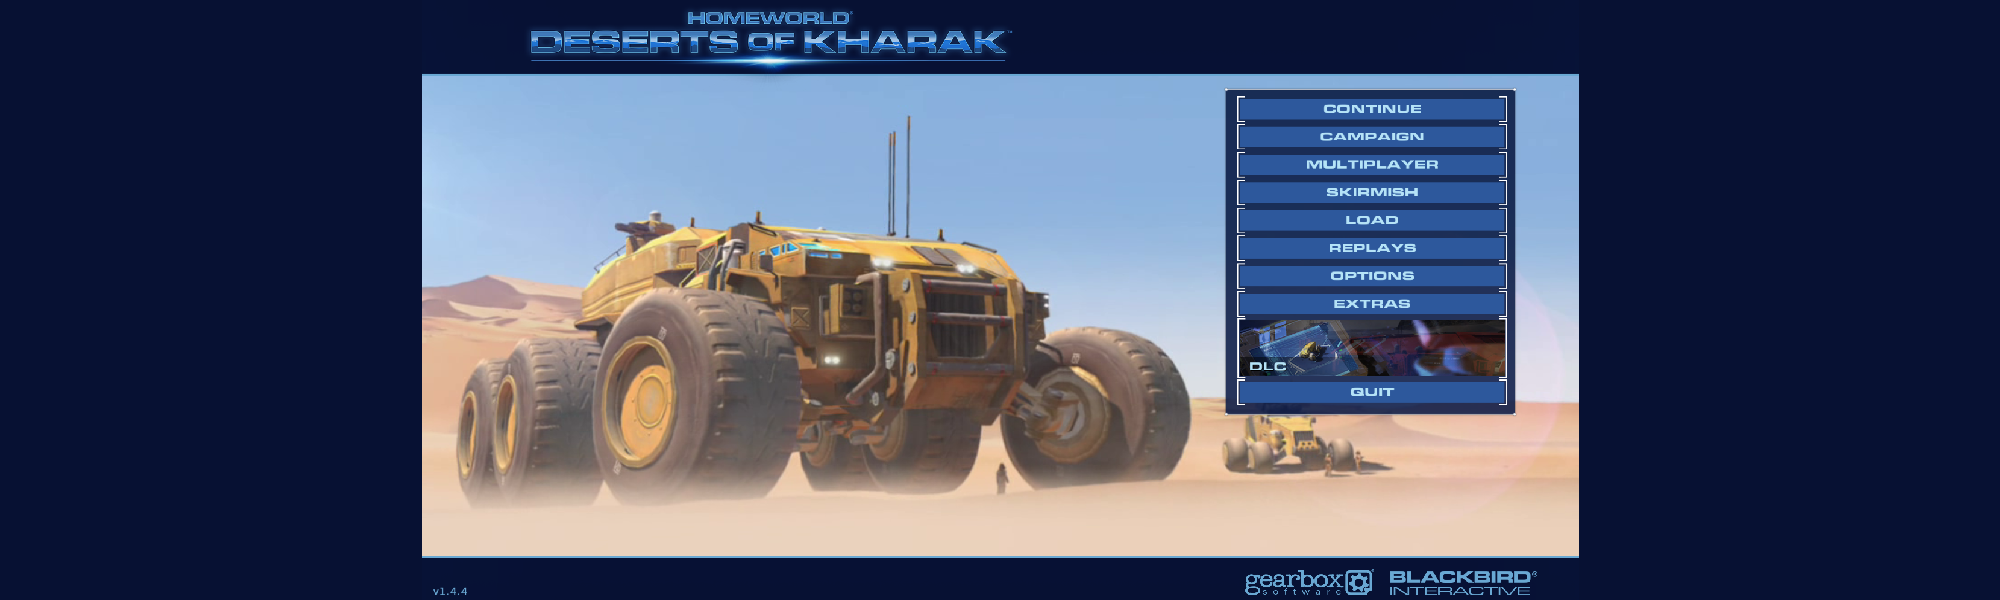 HOMEWORLD®
DESERTS OF KHARAK™
CONTINUE
CAMPAIGN
MULTIPLAYER
SKIRMISH
LOAD
REPLAYS
OPTIONS
EXTRAS
DLC
QUIT
v1.4.4
gearbox
software
BLACKBIRD®
INTERACTIVE